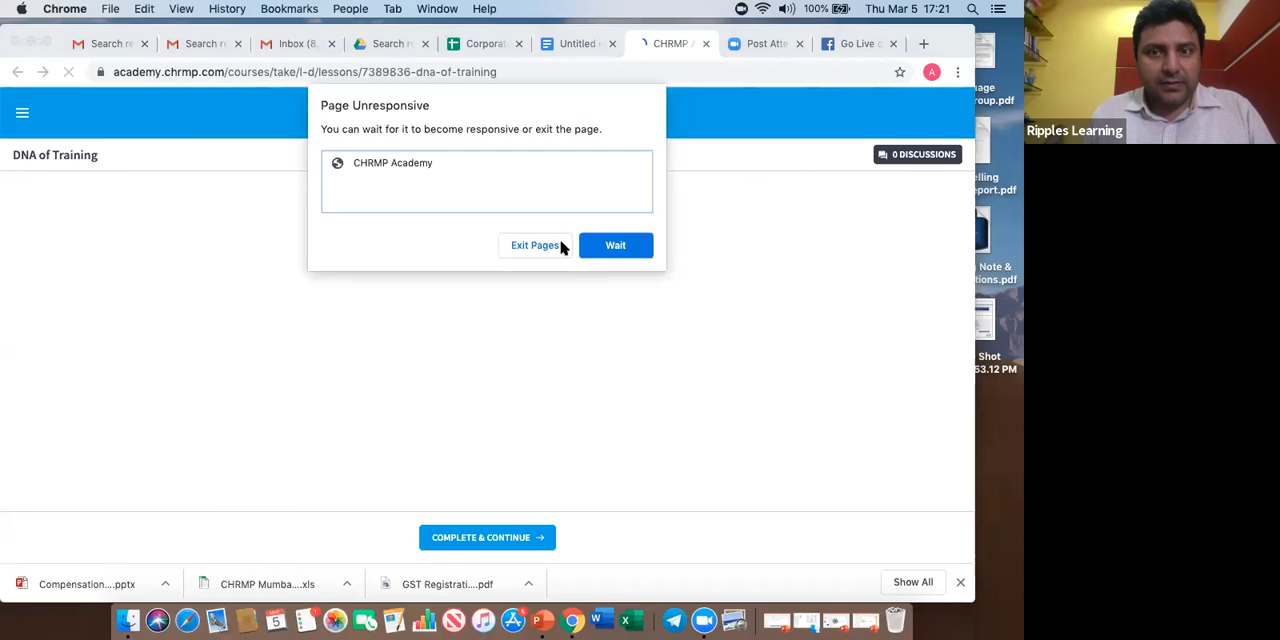 Chrome File Edit View History Bookmarks People Tab Window Help 100% Thu Mar 5 17:21
Search re Search re Inbox (8, Search re Corporat Untitled CHRMP A Post Atte Go Live
academy.chrmp.com/courses/take/l-d/lessons/7389836-dna-of-training A
Page Unresponsive
You can wait for it to become responsive or exit the page.
CHRMP Academy
Exit Pages Wait
DNA of Training
0 DISCUSSIONS
COMPLETE & CONTINUE →
Compensation....pptx CHRMP Mumba....xls GST Registrati....pdf Show All
roup.pdf
elling
eport.pdf
Note &
tions.pdf
Shot
53.12 PM
Ripples Learning